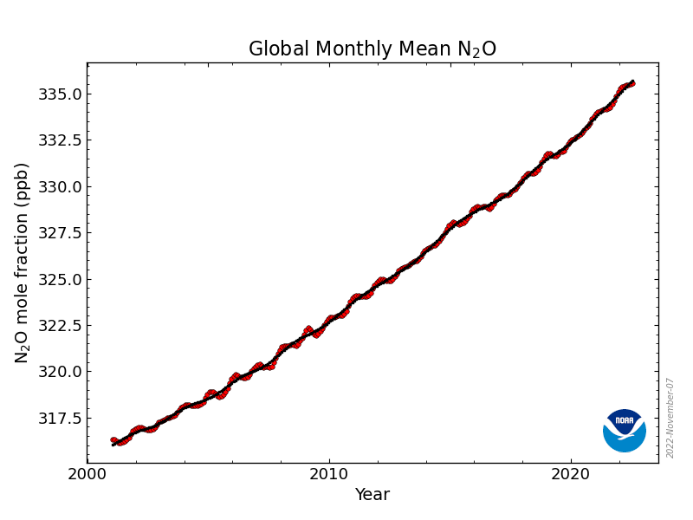 Global Monthly Mean N₂O
N₂O mole fraction (ppb)
335.0
332.5
330.0
327.5
325.0
322.5
320.0
317.5
2000
2010
2020
Year
NOAA
2022-November-07